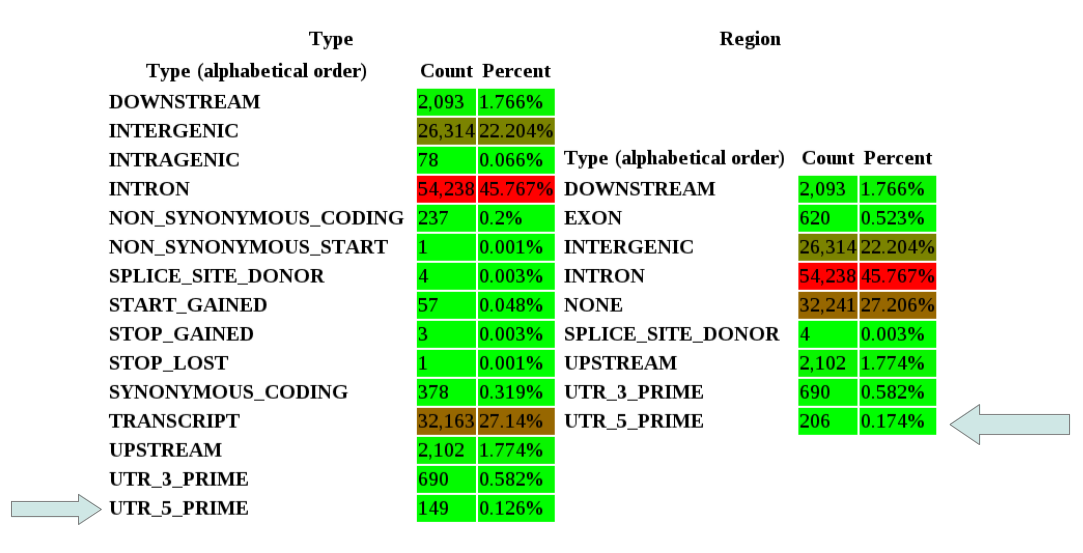 Type Region
Type (alphabetical order) Count Percent
DOWNSTREAM 2,093 1.766%
INTERGENIC 26,314 22.204%
INTRAGENIC 78 0.066%
INTRON 54,238 45.767%
NON_SYNONYMOUS_CODING 237 0.2%
NON_SYNONYMOUS_START 1 0.001%
SPLICE_SITE_DONOR 4 0.003%
START_GAINED 57 0.048%
STOP_GAINED 3 0.003%
STOP_LOST 1 0.001%
SYNONYMOUS_CODING 378 0.319%
TRANSCRIPT 32,163 27.14%
UPSTREAM 2,102 1.774%
UTR_3_PRIME 690 0.582%
UTR_5_PRIME 149 0.126%
Type (alphabetical order) Count Percent
DOWNSTREAM 2,093 1.766%
EXON 620 0.523%
INTERGENIC 26,314 22.204%
INTRON 54,238 45.767%
NONE 32,241 27.206%
SPLICE_SITE_DONOR 4 0.003%
UPSTREAM 2,102 1.774%
UTR_3_PRIME 690 0.582%
UTR_5_PRIME 206 0.174%